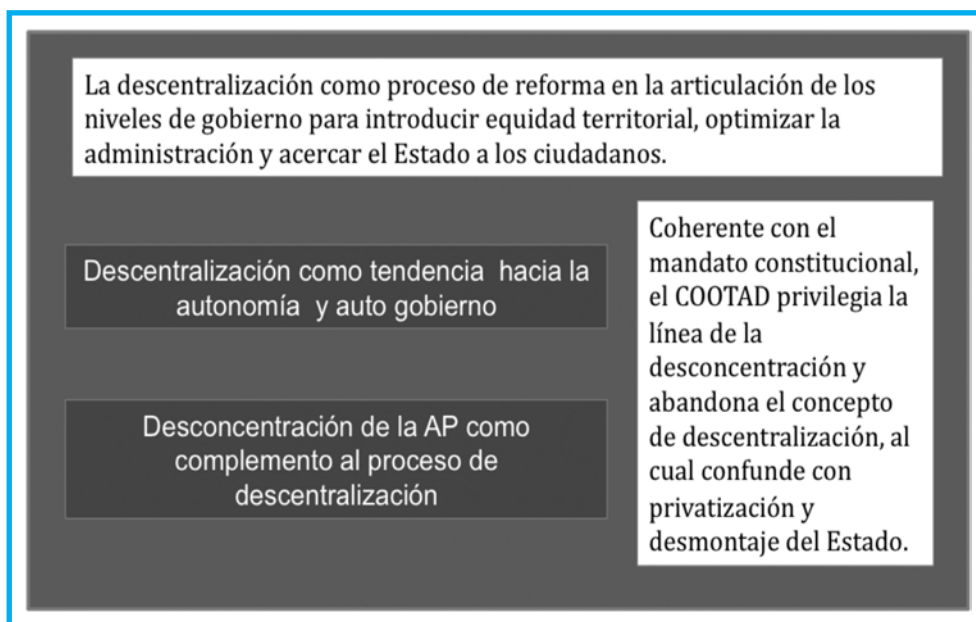 La descentralización como proceso de reforma en la articulación de los
niveles de gobierno para introducir equidad territorial, optimizar la
administración y acercar el Estado a los ciudadanos.
Descentralización como tendencia hacia la
autonomía y auto gobierno
Desconcentración de la AP como
complemento al proceso de
descentralización
Coherente con el
mandato constitucional,
el COOTAD privilegia la
línea de la
desconcentración y
abandona el concepto
de descentralización, al
cual confunde con
privatización y
desmontaje del Estado.